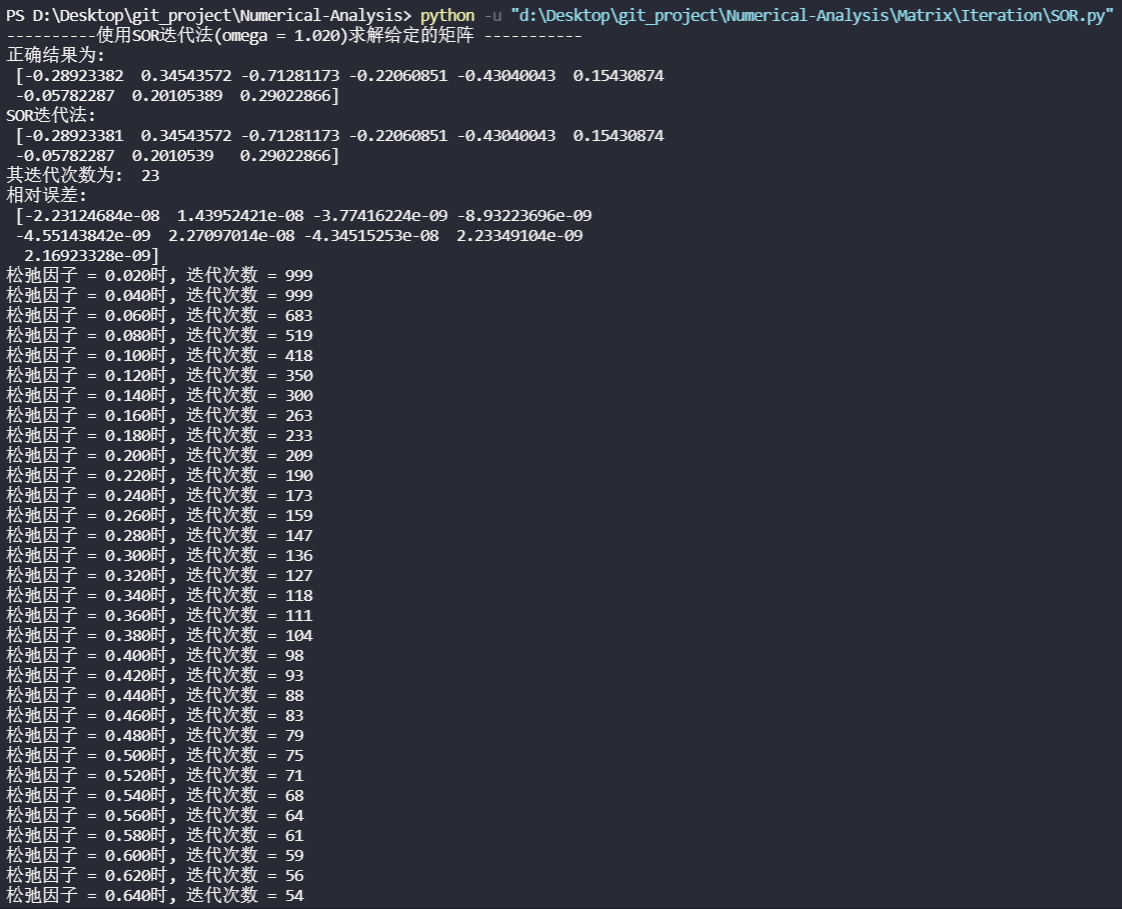 PS D:\Desktop\git_project\Numerical-Analysis> python -u "d:\Desktop\git_project\Numerical-Analysis\Matrix\Iteration\SOR.py"
----------使用SOR迭代法(omega = 1.020)求解给定的矩阵 -----------
正确结果为:
[-0.28923382  0.34543572 -0.71281173 -0.22060851 -0.43040043  0.15430874
-0.05782287  0.20105389  0.29022866]
SOR迭代法:
[-0.28923381  0.34543572 -0.71281173 -0.22060851 -0.43040043  0.15430874
-0.05782287  0.2010539   0.29022866]
其迭代次数为:  23
相对误差:
[-2.23124684e-08  1.43952421e-08 -3.77416224e-09 -8.93223696e-09
-4.55143842e-09  2.27097014e-08 -4.34515253e-08  2.23349104e-09
2.16923328e-09]
松弛因子 = 0.020时, 迭代次数 = 999
松弛因子 = 0.040时, 迭代次数 = 999
松弛因子 = 0.060时, 迭代次数 = 683
松弛因子 = 0.080时, 迭代次数 = 519
松弛因子 = 0.100时, 迭代次数 = 418
松弛因子 = 0.120时, 迭代次数 = 350
松弛因子 = 0.140时, 迭代次数 = 300
松弛因子 = 0.160时, 迭代次数 = 263
松弛因子 = 0.180时, 迭代次数 = 233
松弛因子 = 0.200时, 迭代次数 = 209
松弛因子 = 0.220时, 迭代次数 = 190
松弛因子 = 0.240时, 迭代次数 = 173
松弛因子 = 0.260时, 迭代次数 = 159
松弛因子 = 0.280时, 迭代次数 = 147
松弛因子 = 0.300时, 迭代次数 = 136
松弛因子 = 0.320时, 迭代次数 = 127
松弛因子 = 0.340时, 迭代次数 = 118
松弛因子 = 0.360时, 迭代次数 = 111
松弛因子 = 0.380时, 迭代次数 = 104
松弛因子 = 0.400时, 迭代次数 = 98
松弛因子 = 0.420时, 迭代次数 = 93
松弛因子 = 0.440时, 迭代次数 = 88
松弛因子 = 0.460时, 迭代次数 = 83
松弛因子 = 0.480时, 迭代次数 = 79
松弛因子 = 0.500时, 迭代次数 = 75
松弛因子 = 0.520时, 迭代次数 = 71
松弛因子 = 0.540时, 迭代次数 = 68
松弛因子 = 0.560时, 迭代次数 = 64
松弛因子 = 0.580时, 迭代次数 = 61
松弛因子 = 0.600时, 迭代次数 = 59
松弛因子 = 0.620时, 迭代次数 = 56
松弛因子 = 0.640时, 迭代次数 = 54